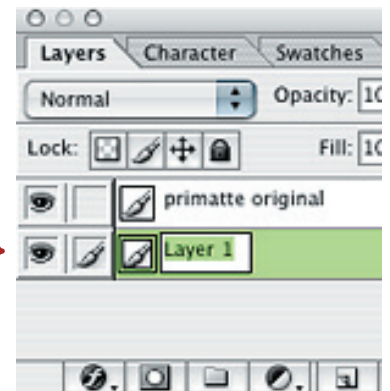 Layers Character Swatches
Normal Opacity: 10
Lock: Fill: 10
primatte original
Layer 1